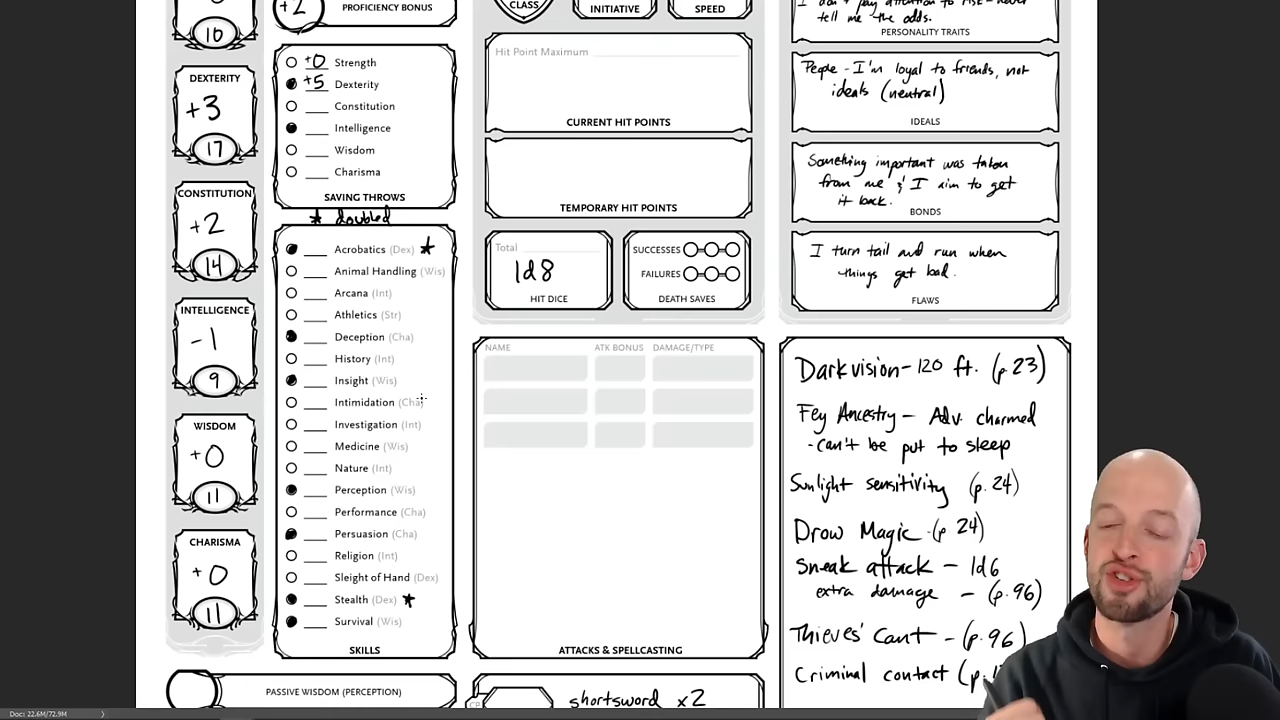 10
DEXTERITY
+3
17
CONSTITUTION
+2
14
INTELLIGENCE
-1
9
WISDOM
+0
11
CHARISMA
+0
11
+2
PROFICIENCY BONUS
+0 Strength
+5 Dexterity
Constitution
Intelligence
Wisdom
Charisma
SAVING THROWS
★ doubled
Acrobatics (Dex) ★
Animal Handling (Wis)
Arcana (Int)
Athletics (Str)
Deception (Cha)
History (Int)
Insight (Wis)
Intimidation (Cha)
Investigation (Int)
Medicine (Wis)
Nature (Int)
Perception (Wis)
Performance (Cha)
Persuasion (Cha)
Religion (Int)
Sleight of Hand (Dex)
Stealth (Dex) ★
Survival (Wis)
SKILLS
PASSIVE WISDOM (PERCEPTION)
CLASS
INITIATIVE
SPEED
Hit Point Maximum
CURRENT HIT POINTS
TEMPORARY HIT POINTS
Total
1d8
HIT DICE
SUCCESSES
FAILURES
DEATH SAVES
NAME ATK BONUS DAMAGE/TYPE
ATTACKS & SPELLCASTING
CP
shortsword x2
tell me the odds.
PERSONALITY TRAITS
People - I'm loyal to friends, not
ideals (neutral)
IDEALS
Something important was taken
from me & I aim to get
it back.
BONDS
I turn tail and run when
things get bad.
FLAWS
Darkvision - 120 ft. (p.23)
Fey Ancestry - Adv. charmed
- can't be put to sleep
Sunlight sensitivity (p.24)
Drow Magic - (p 24)
Sneak attack - 1d6
extra damage - (p.96)
Thieves' Cant - (p.96)
Criminal contact (p.
Doc: 22.6M/72.9M